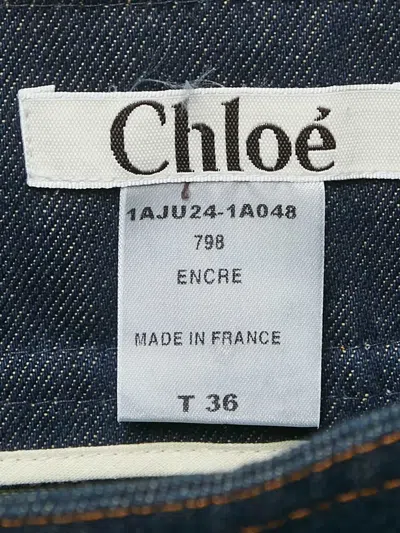 Chloé
1AJU24-1A048
798
ENCRE
MADE IN FRANCE
T 36